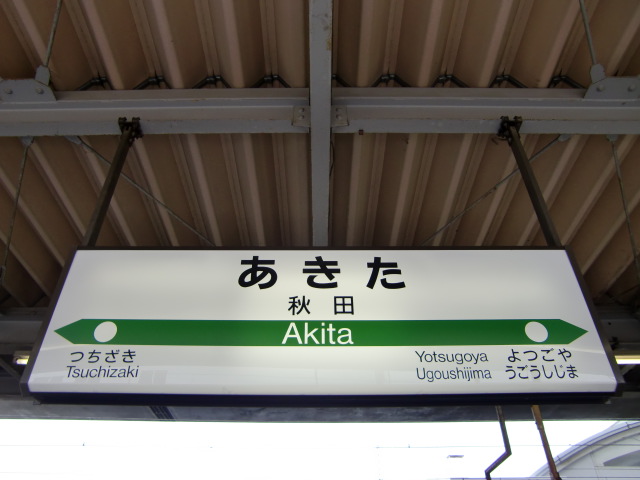 あきた
秋田
Akita
つちざき
Tsuchizaki
Yotsugoya よつごや
Ugoushijima うごうしじま